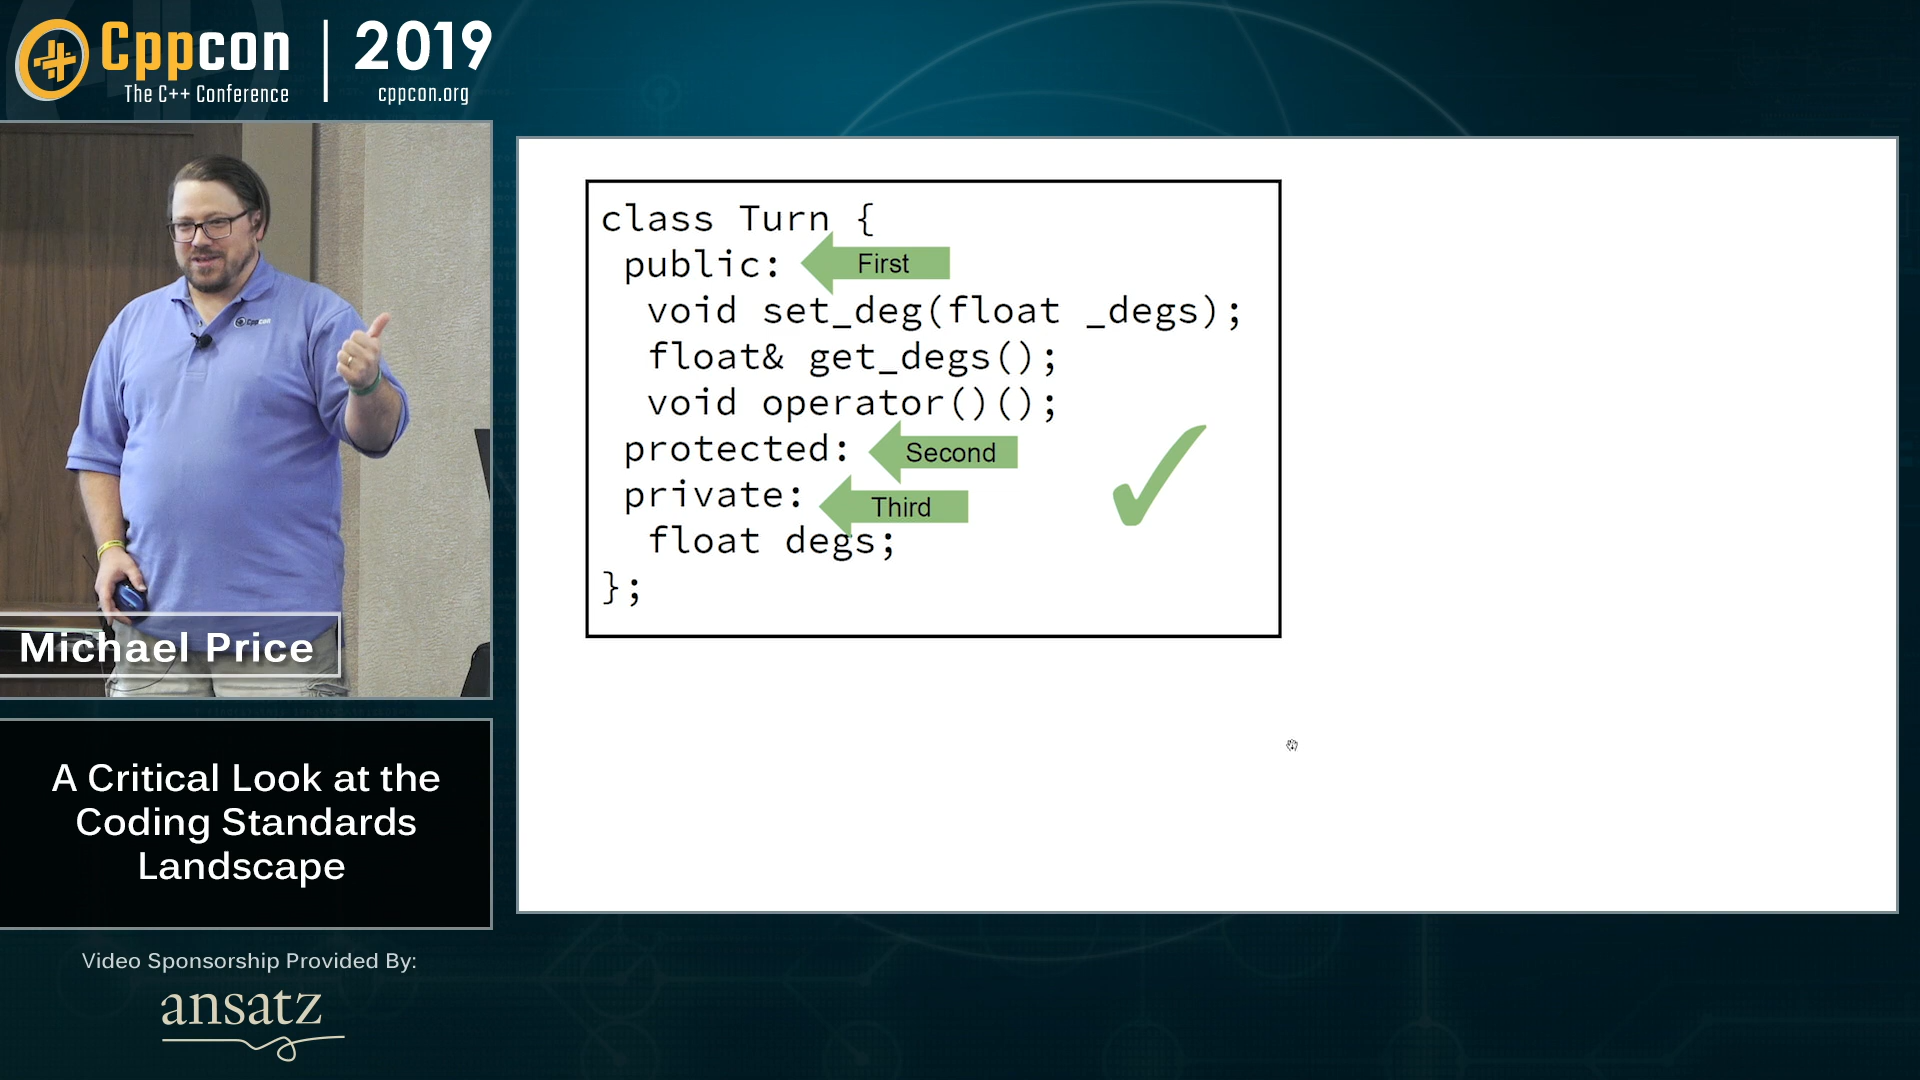 Cppcon
The C++ Conference
2019
cppcon.org
Cppcon
Michael Price
A Critical Look at the
Coding Standards
Landscape
Video Sponsorship Provided By:
ansatz
class Turn {
public:
First
void set_deg(float _degs);
float& get_degs();
void operator()();
protected:
Second
private:
Third
float degs;
};